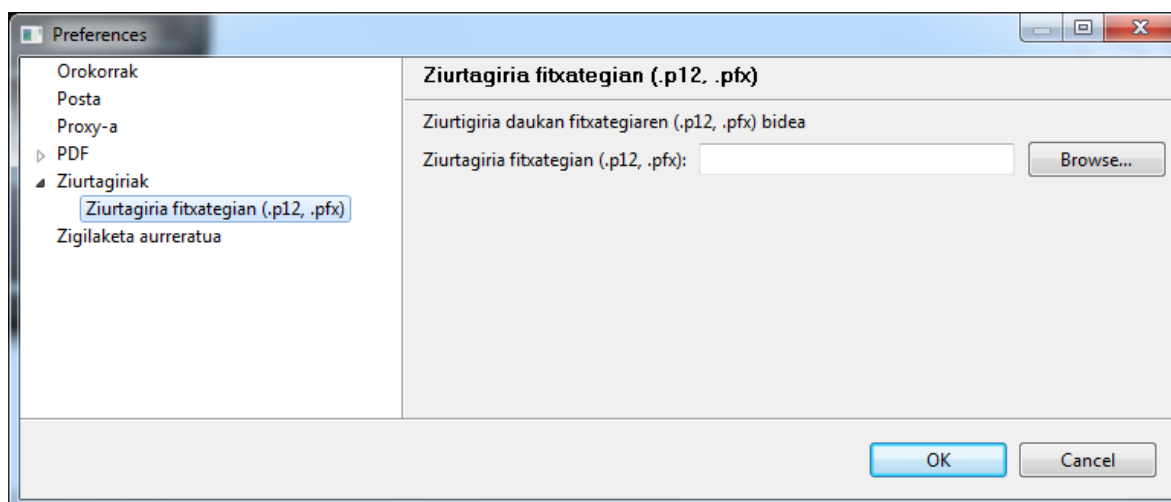 Preferences
Orokorrak
Posta
Proxy-a
PDF
Ziurtagiriak
Ziurtagiria fitxategian (.p12, .pfx)
Zigilaketa aurreratua
Ziurtagiria fitxategian (.p12, .pfx)
Ziurtigiria daukan fitxategiaren (.p12, .pfx) bidea
Ziurtagiria fitxategian (.p12, .pfx): Browse...
OK Cancel